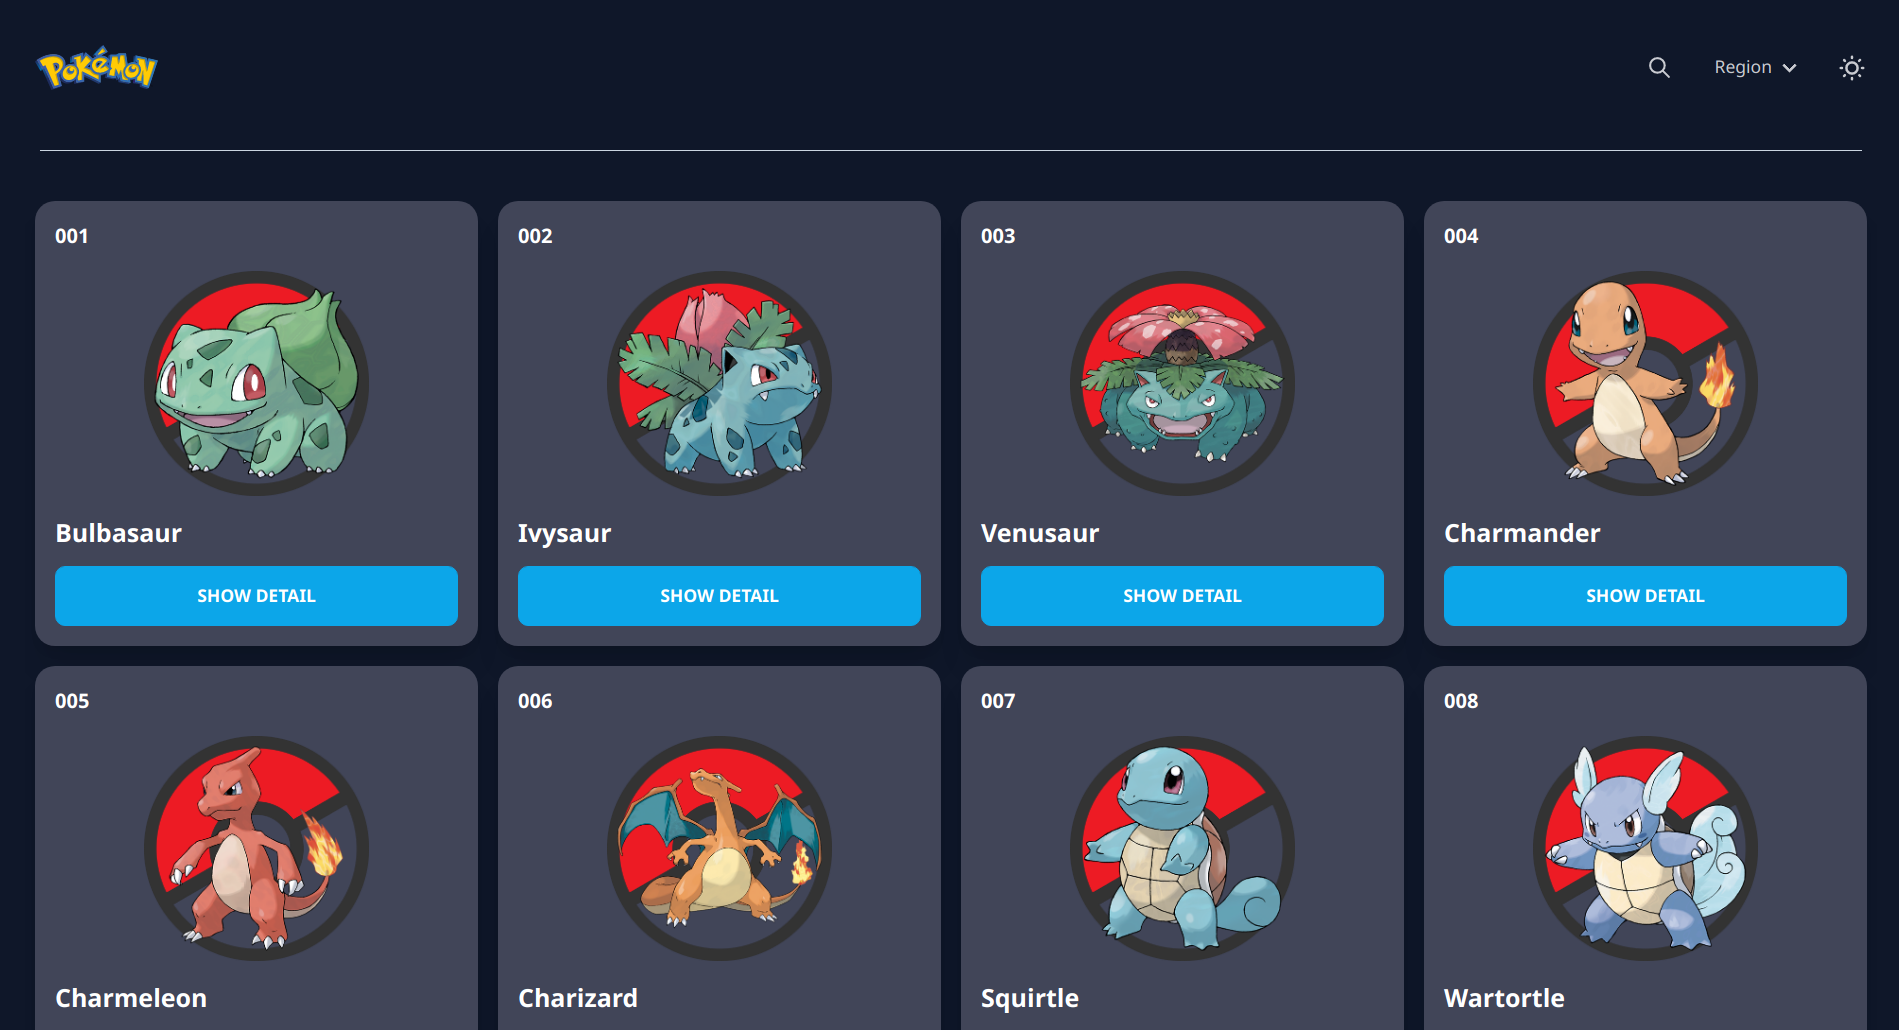 Pokémon
Region
001
002
003
004
Bulbasaur
Ivysaur
Venusaur
Charmander
SHOW DETAIL
SHOW DETAIL
SHOW DETAIL
SHOW DETAIL
005
006
007
008
Charmeleon
Charizard
Squirtle
Wartortle